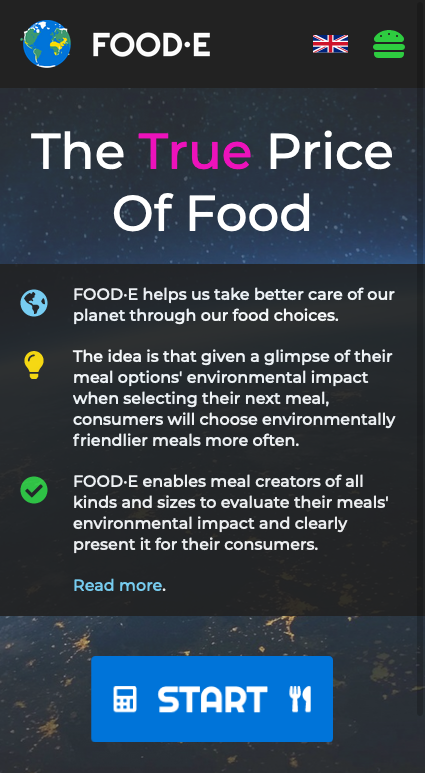 FOOD·E
The True Price
Of Food
FOOD·E helps us take better care of our
planet through our food choices.
The idea is that given a glimpse of their
meal options' environmental impact
when selecting their next meal,
consumers will choose environmentally
friendlier meals more often.
FOOD·E enables meal creators of all
kinds and sizes to evaluate their meals'
environmental impact and clearly
present it for their consumers.
Read more.
START